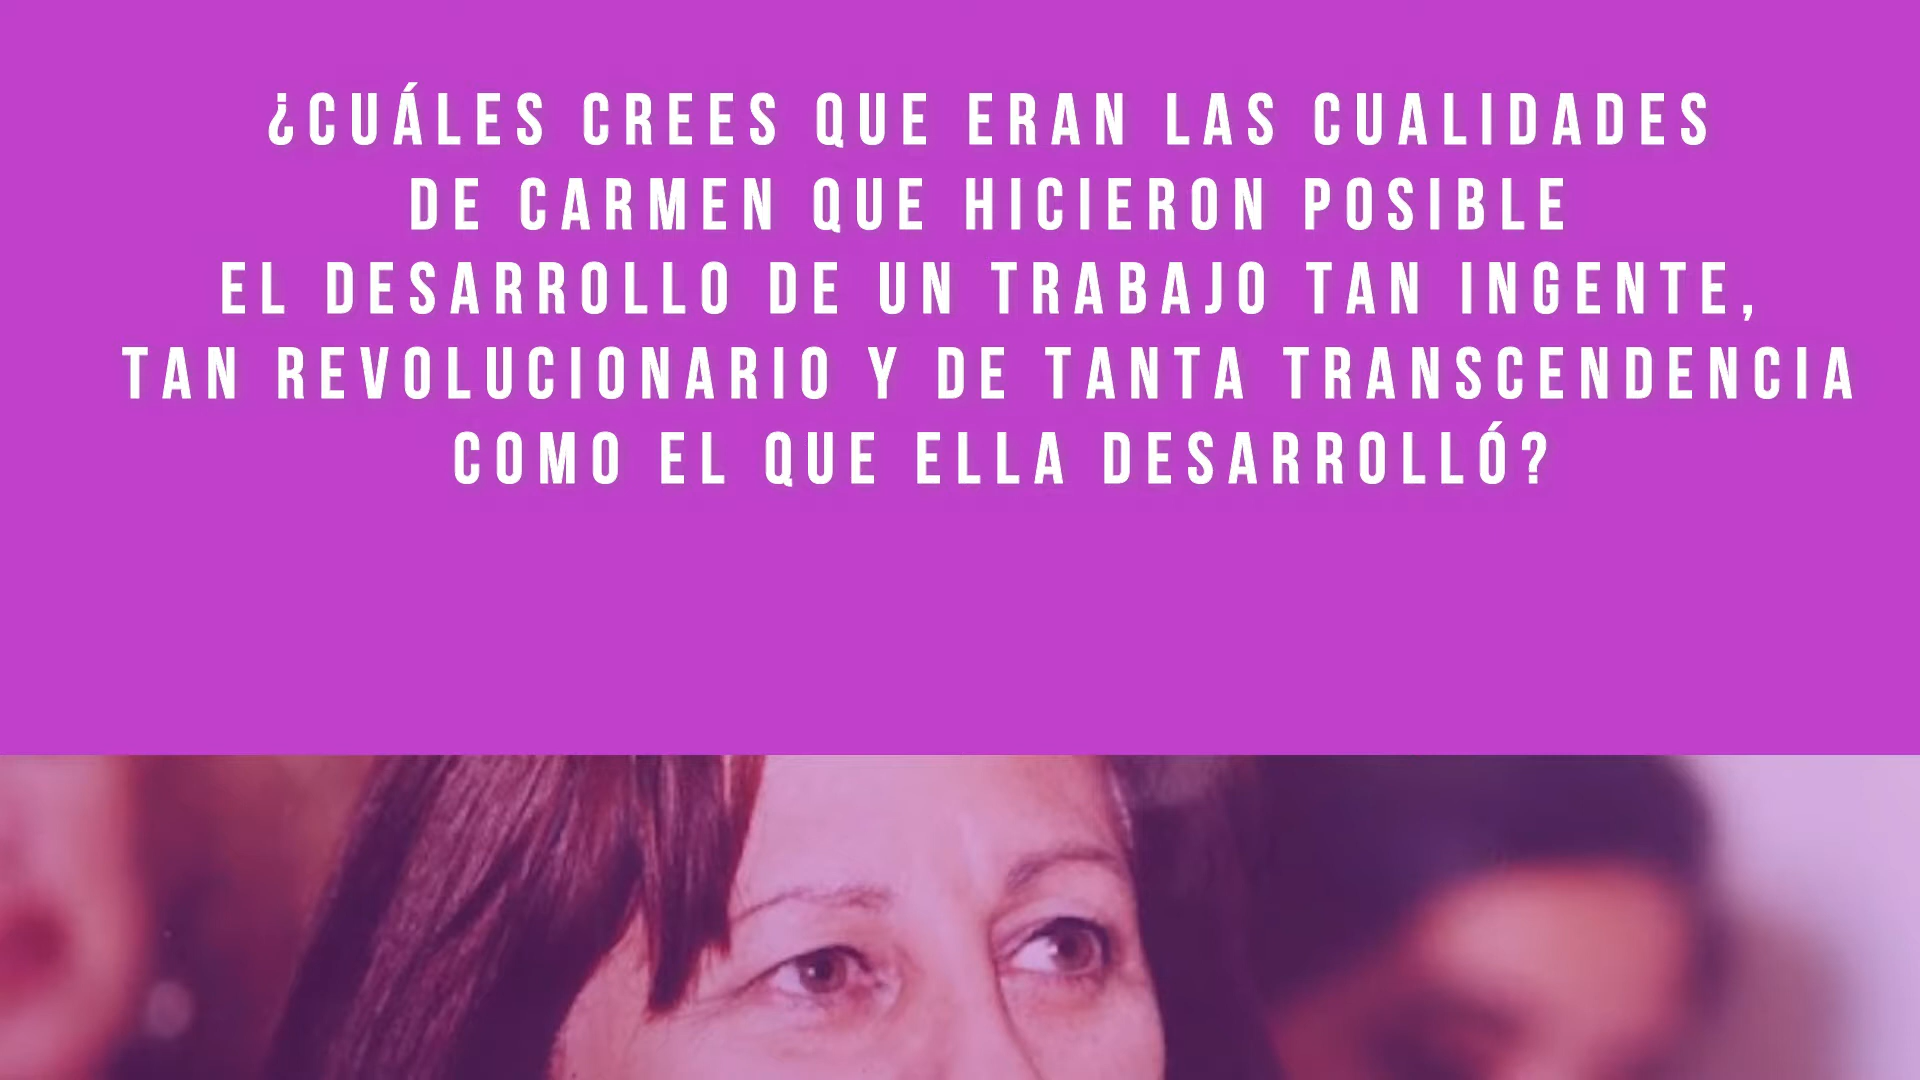 ¿CUÁLES CREES QUE ERAN LAS CUALIDADES
DE CARMEN QUE HICIERON POSIBLE
EL DESARROLLO DE UN TRABAJO TAN INGENTE,
TAN REVOLUCIONARIO Y DE TANTA TRANSCENDENCIA
COMO EL QUE ELLA DESARROLLÓ?